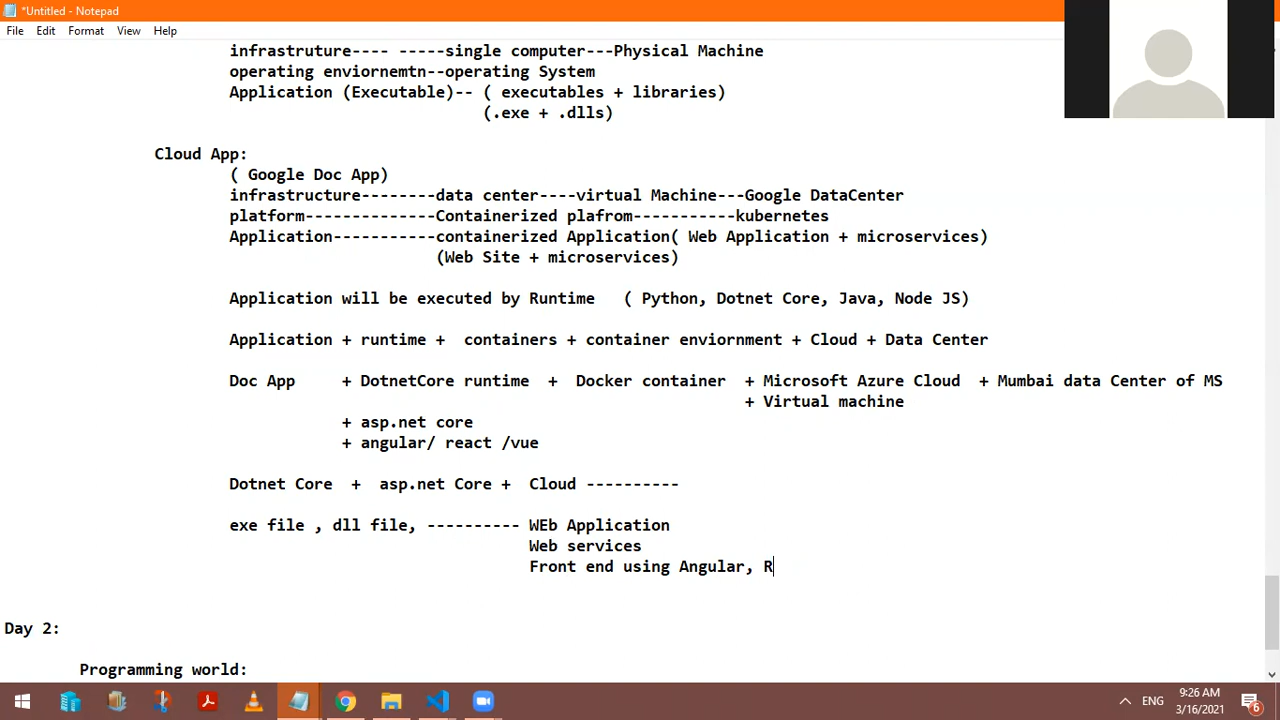 *Untitled - Notepad
File Edit Format View Help
infrastruture---- -----single computer---Physical Machine
operating enviornemtn--operating System
Application (Executable)-- ( executables + libraries)
(.exe + .dlls)
Cloud App:
( Google Doc App)
infrastructure--------data center----virtual Machine---Google DataCenter
platform--------------Containerized plafrom-----------kubernetes
Application-----------containerized Application( Web Application + microservices)
(Web Site + microservices)
Application will be executed by Runtime ( Python, Dotnet Core, Java, Node JS)
Application + runtime + containers + container enviornment + Cloud + Data Center
Doc App + DotnetCore runtime + Docker container + Microsoft Azure Cloud + Mumbai data Center of MS
+ Virtual machine
+ asp.net core
+ angular/ react /vue
Dotnet Core + asp.net Core + Cloud ----------
exe file , dll file, ---------- WEb Application
Web services
Front end using Angular, R
Day 2:
Programming world:
ENG
9:26 AM
3/16/2021
6